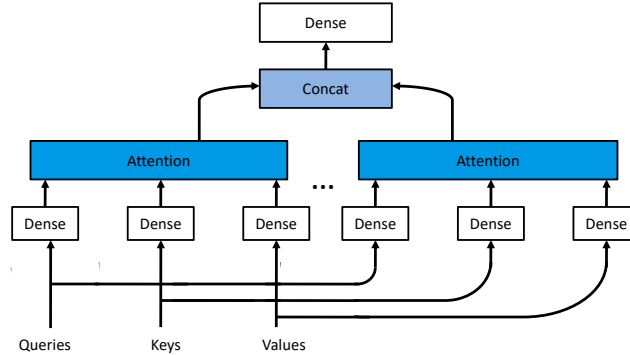 Dense
Concat
Attention
Attention
...
Dense
Dense
Dense
Dense
Dense
Dense
Queries
Keys
Values